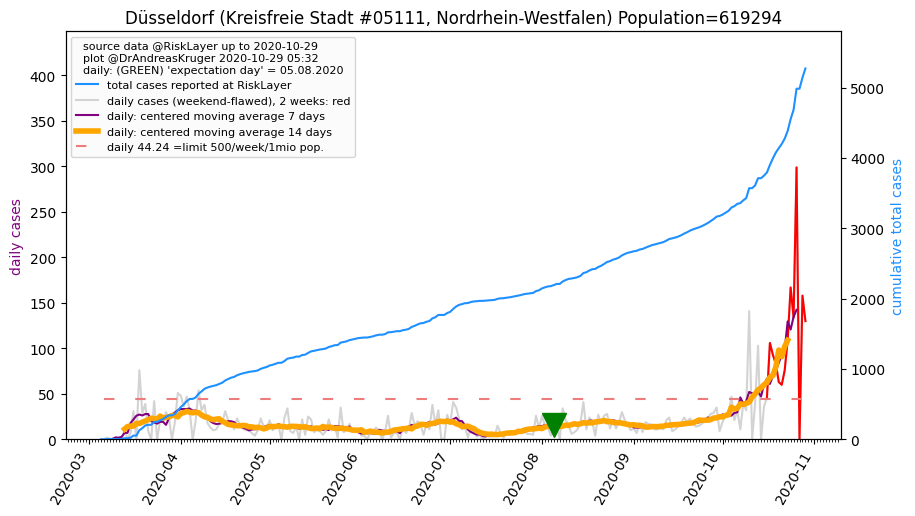 Düsseldorf (Kreisfreie Stadt #05111, Nordrhein-Westfalen) Population=619294
source data @RiskLayer up to 2020-10-29
plot @DrAndreasKruger 2020-10-29 05:32
daily: (GREEN) 'expectation day' = 05.08.2020
total cases reported at RiskLayer
daily cases (weekend-flawed), 2 weeks: red
daily: centered moving average 7 days
daily: centered moving average 14 days
daily 44.24 =limit 500/week/1mio pop.
daily cases
400
350
300
250
200
150
100
50
0
cumulative total cases
5000
4000
3000
2000
1000
0
2020-03
2020-04
2020-05
2020-06
2020-07
2020-08
2020-09
2020-10
2020-11